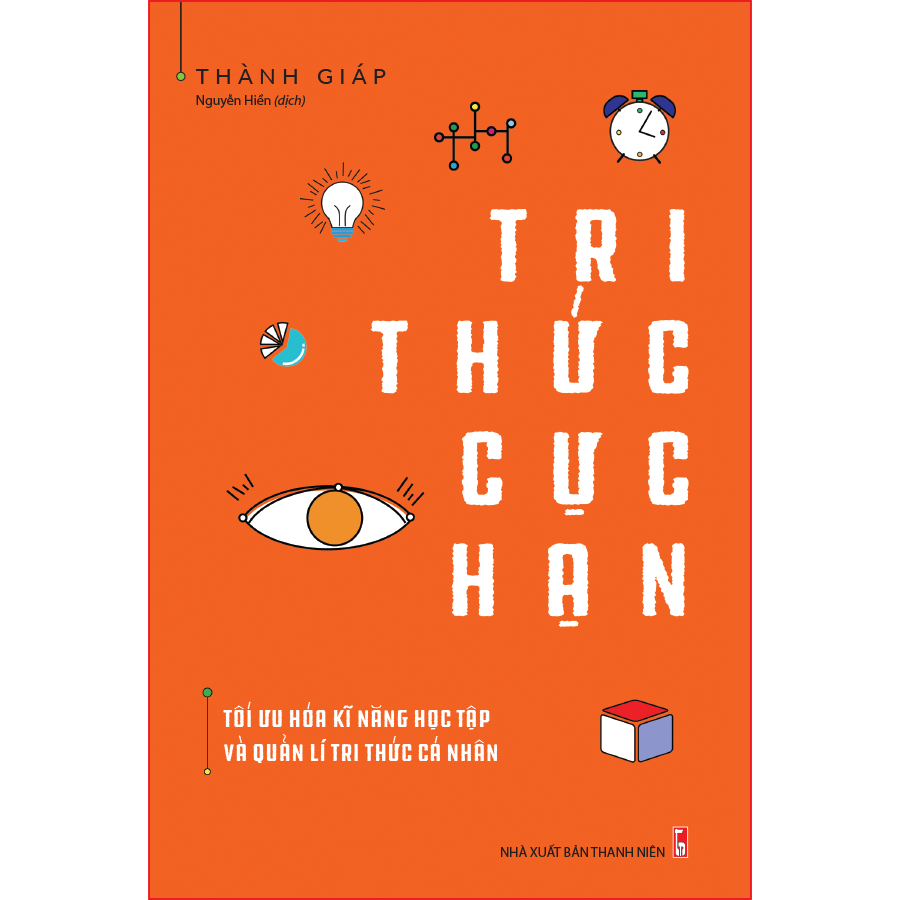 THÀNH GIÁP
Nguyễn Hiền (dịch)
TRI
THỨC
CỰC
HẠN
TỐI ƯU HÓA KĨ NĂNG HỌC TẬP
VÀ QUẢN LÍ TRI THỨC CÁ NHÂN
NHÀ XUẤT BẢN THANH NIÊN